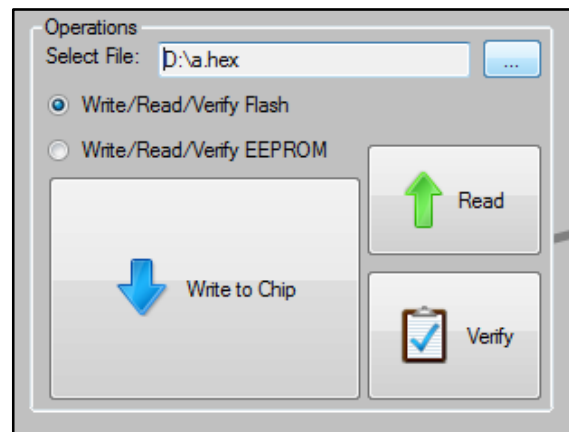 Operations
Select File: D:\a.hex ...
Write/Read/Verify Flash
Write/Read/Verify EEPROM
Read
Write to Chip
Verify